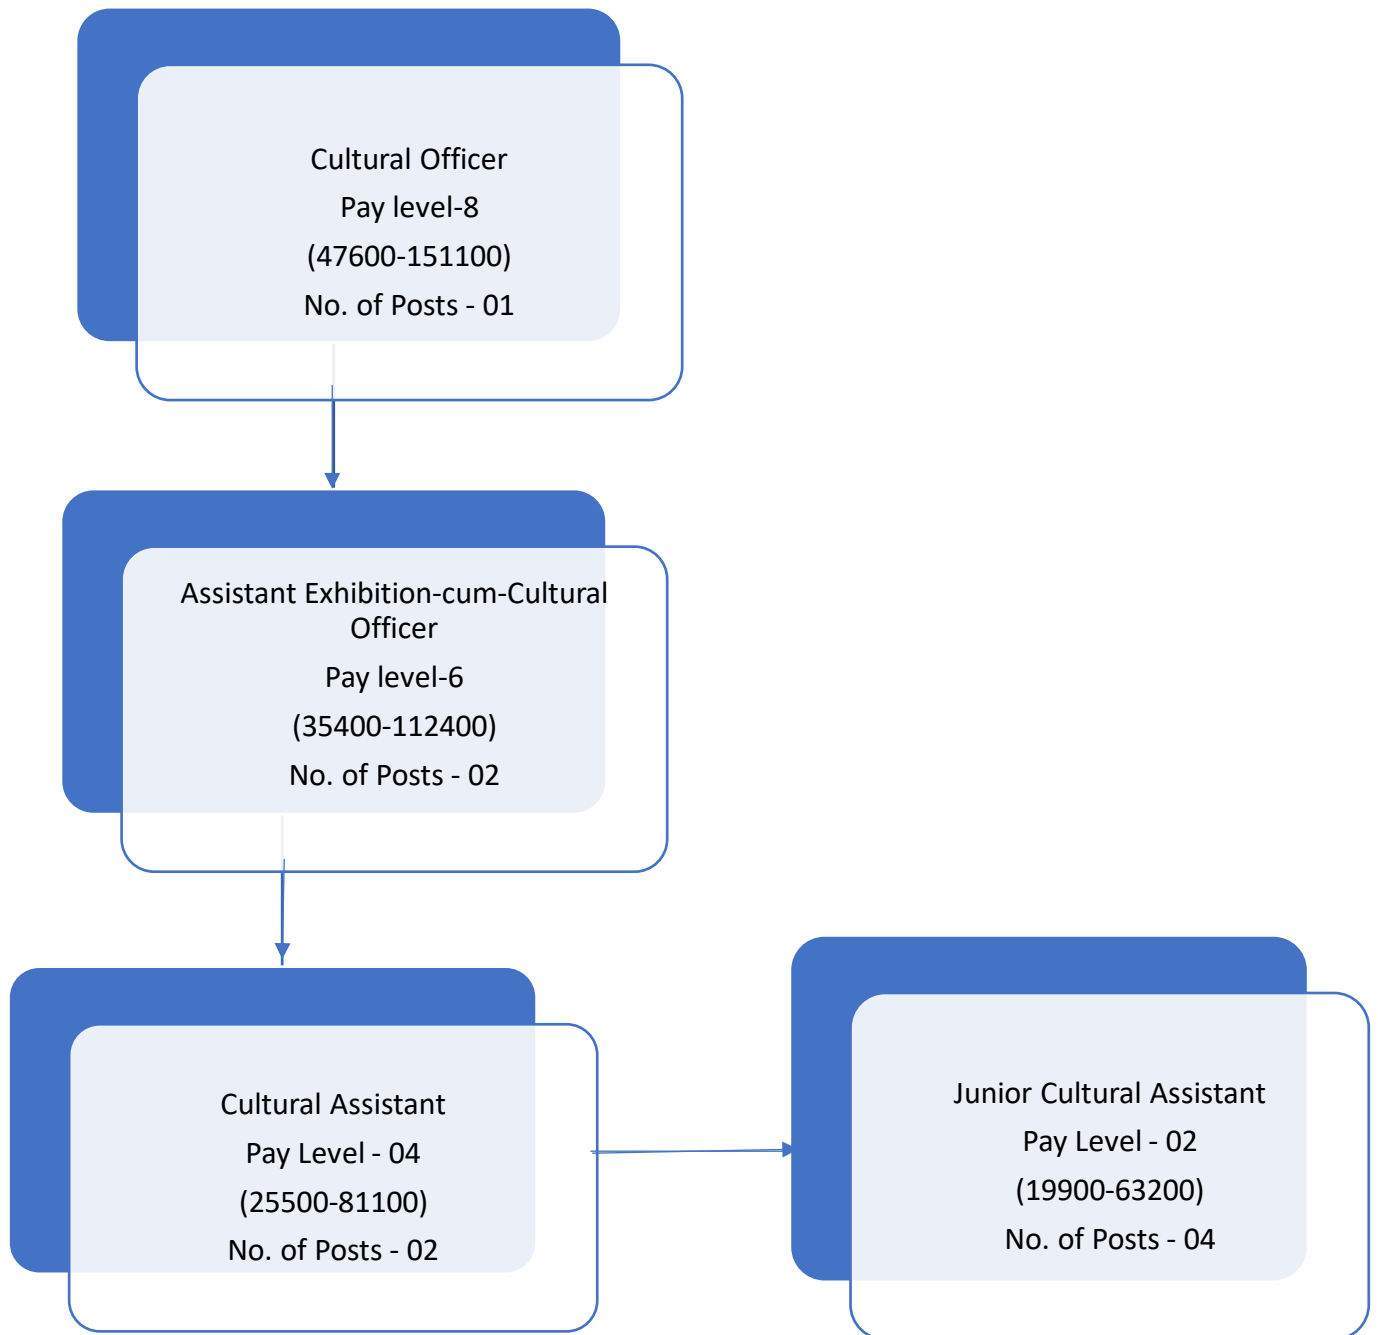 Cultural Officer
Pay level-8
(47600-151100)
No. of Posts - 01
Assistant Exhibition-cum-Cultural
Officer
Pay level-6
(35400-112400)
No. of Posts - 02
Cultural Assistant
Pay Level - 04
(25500-81100)
No. of Posts - 02
Junior Cultural Assistant
Pay Level - 02
(19900-63200)
No. of Posts - 04